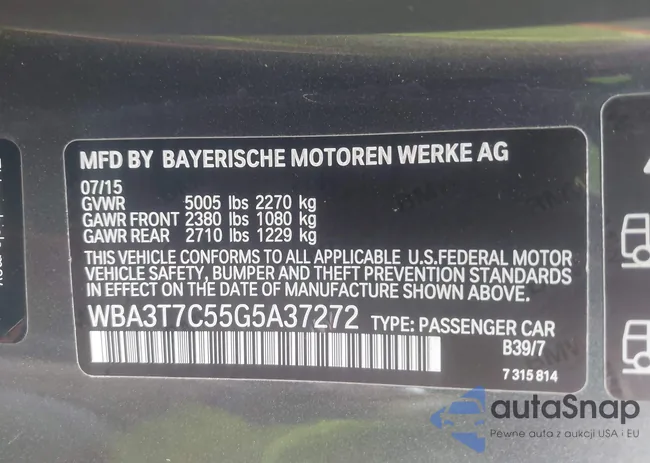 MFD BY BAYERISCHE MOTOREN WERKE AG
07/15
GVWR 5005 lbs 2270 kg
GAWR FRONT 2380 lbs 1080 kg
GAWR REAR 2710 lbs 1229 kg
THIS VEHICLE CONFORMS TO ALL APPLICABLE U.S.FEDERAL MOTOR
VEHICLE SAFETY, BUMPER AND THEFT PREVENTION STANDARDS
IN EFFECT ON THE DATE OF MANUFACTURE SHOWN ABOVE.
WBA3T7C55G5A37272 TYPE: PASSENGER CAR
B39/7
7 315 814
autaSnap
Pewne auta z aukcji USA i EU